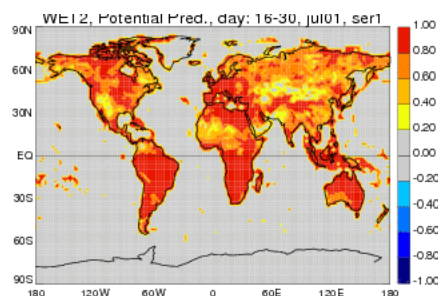 WET2, Potential Pred., day: 16-30, jul01, ser1
90N
60N
30N
EQ
30S
60S
90S
180
120W
60W
0
60E
120E
180
1.00
0.80
0.60
0.40
0.20
0.00
-0.20
-0.40
-0.60
-0.80
-1.00